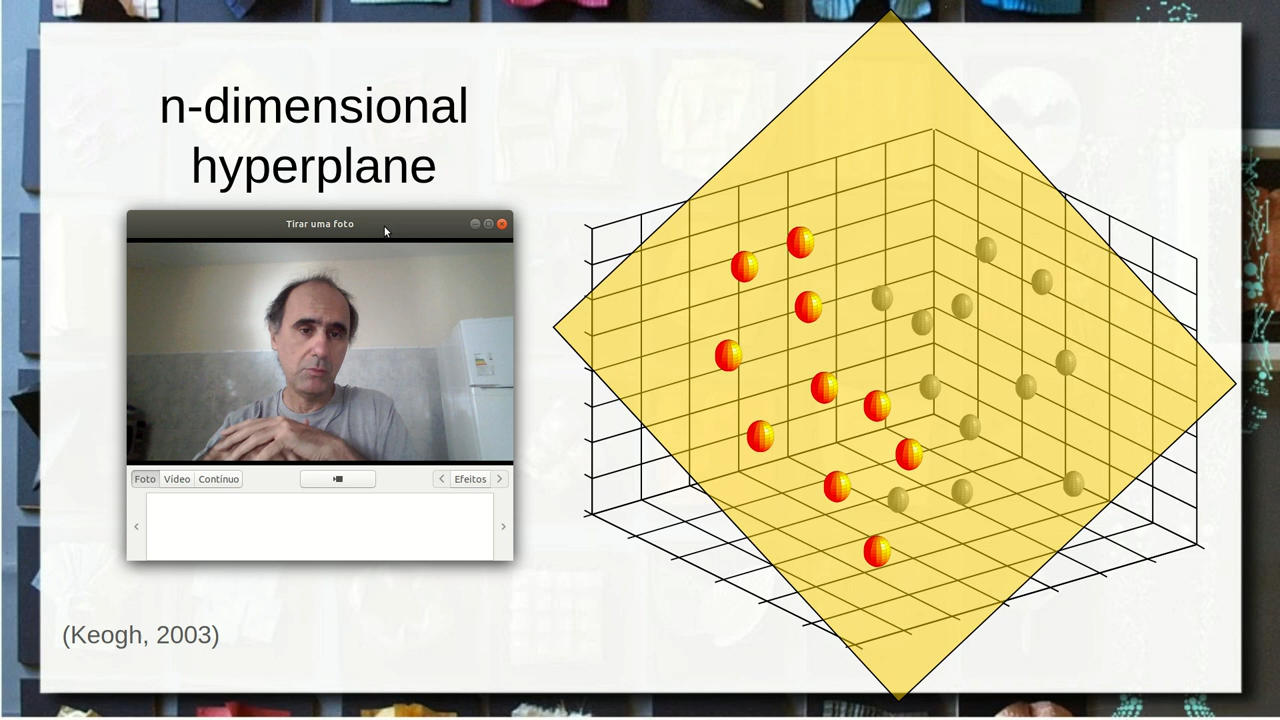 n-dimensional
hyperplane
Tirar uma foto
Foto Vídeo Contínuo Efeitos
(Keogh, 2003)